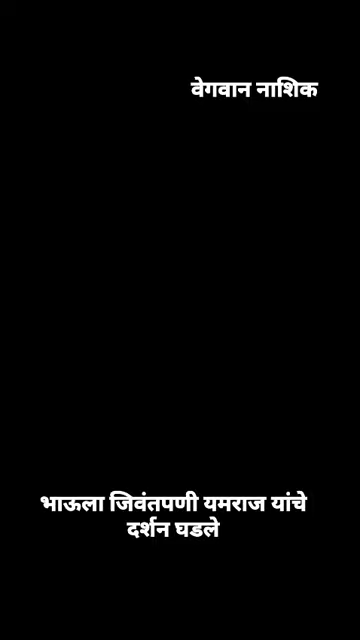 वेगवान नाशिक
भाऊला जिवंतपणी यमराज यांचे
दर्शन घडले